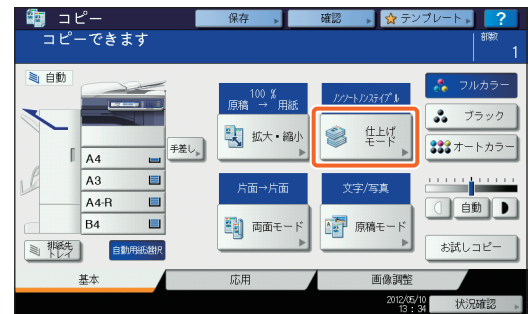 コピー
保存
確認
テンプレート
?
コピーできます
部数
1
自動
100 %
原稿 → 用紙
拡大・縮小
ﾉﾝｿｰﾄ/ﾉﾝｽﾃｲﾌﾟﾙ
仕上げ
モード
フルカラー
ブラック
オートカラー
手差し
A4
A3
A4-R
B4
片面→片面
両面モード
文字/写真
原稿モード
自動
排紙先
トレイ
自動用紙選択
お試しコピー
基本
応用
画像調整
2012/05/10
13 : 34
状況確認